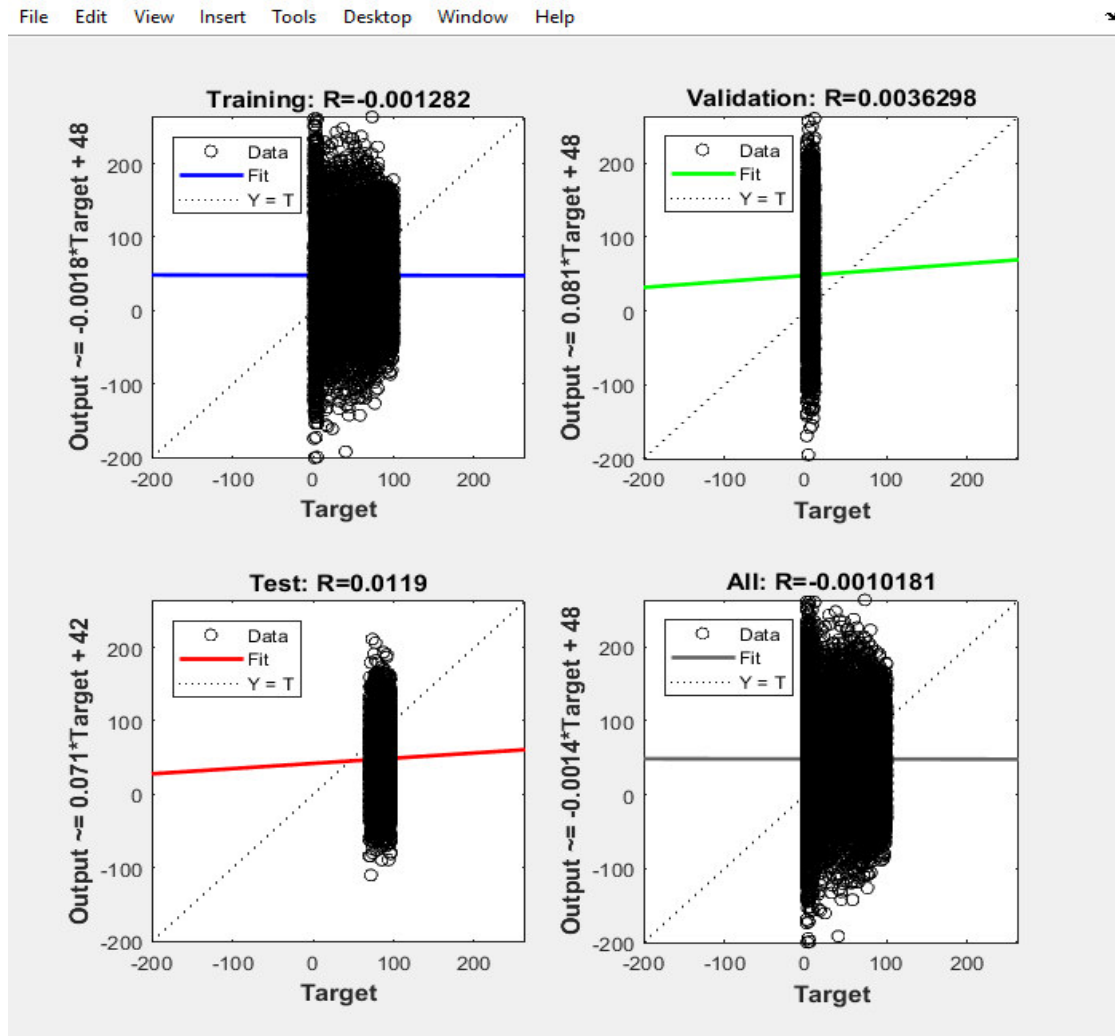 File Edit View Insert Tools Desktop Window Help
Training: R=-0.001282
Output ~= -0.0018*Target + 48
200
100
0
-100
-200
Data
Fit
Y = T
-200 -100 0 100 200
Target
Validation: R=0.0036298
Output ~= 0.081*Target + 48
200
100
0
-100
-200
Data
Fit
Y = T
-200 -100 0 100 200
Target
Test: R=0.0119
Output ~= 0.071*Target + 42
200
100
0
-100
-200
Data
Fit
Y = T
-200 -100 0 100 200
Target
All: R=-0.0010181
Output ~= -0.0014*Target + 48
200
100
0
-100
-200
Data
Fit
Y = T
-200 -100 0 100 200
Target